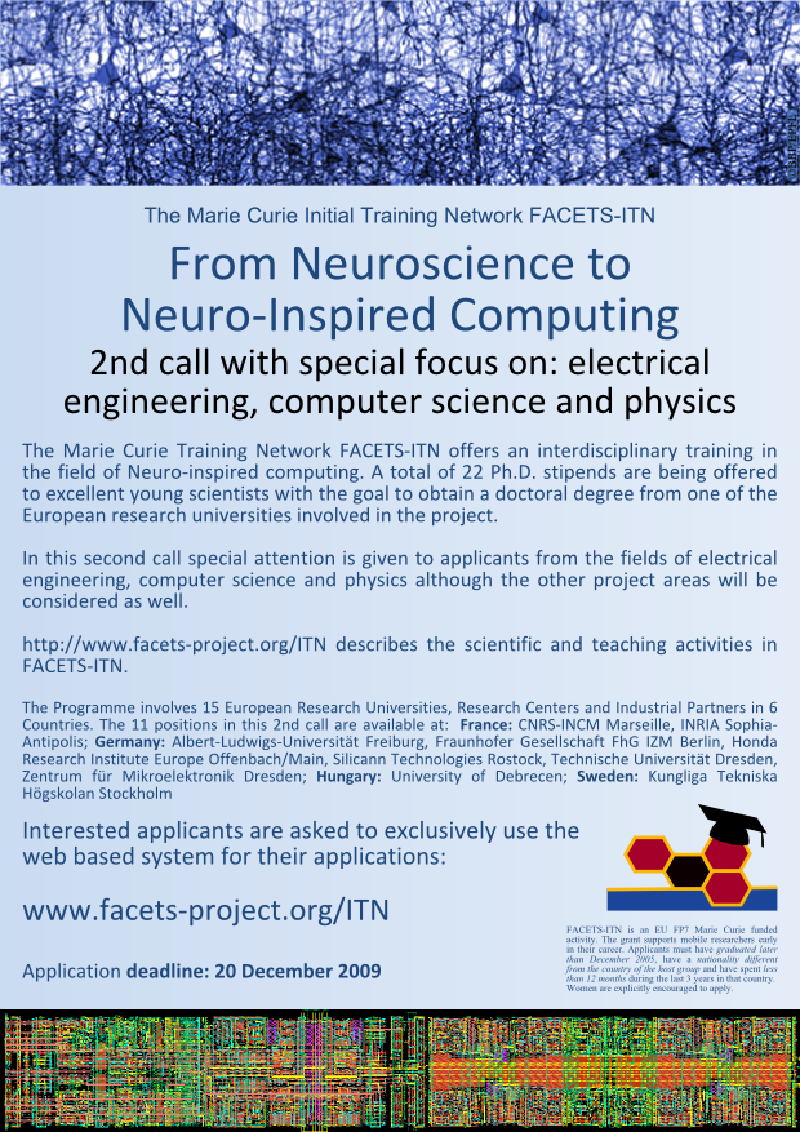 The Marie Curie Initial Training Network FACETS-ITN
From Neuroscience to
Neuro-Inspired Computing
2nd call with special focus on: electrical
engineering, computer science and physics
The Marie Curie Training Network FACETS-ITN offers an interdisciplinary training in
the field of Neuro-inspired computing. A total of 22 Ph.D. stipends are being offered
to excellent young scientists with the goal to obtain a doctoral degree from one of the
European research universities involved in the project.
In this second call special attention is given to applicants from the fields of electrical
engineering, computer science and physics although the other project areas will be
considered as well.
http://www.facets-project.org/ITN describes the scientific and teaching activities in
FACETS-ITN.
The Programme involves 15 European Research Universities, Research Centers and Industrial Partners in 6
Countries. The 11 positions in this 2nd call are available at: France: CNRS-INCM Marseille, INRIA Sophia-
Antipolis; Germany: Albert-Ludwigs-Universität Freiburg, Fraunhofer Gesellschaft FhG IZM Berlin, Honda
Research Institute Europe Offenbach/Main, Silicann Technologies Rostock, Technische Universität Dresden,
Zentrum für Mikroelektronik Dresden; Hungary: University of Debrecen; Sweden: Kungliga Tekniska
Högskolan Stockholm
Interested applicants are asked to exclusively use the
web based system for their applications:
www.facets-project.org/ITN
Application deadline: 20 December 2009
FACETS-ITN is an EU FP7 Marie Curie funded
activity. The grant supports mobile researchers early
in their career. Applicants must have graduated later
than December 2005, have a nationality different
from the country of the host group and have spent less
than 12 months during the last 3 years in that country.
Women are explicitly encouraged to apply.